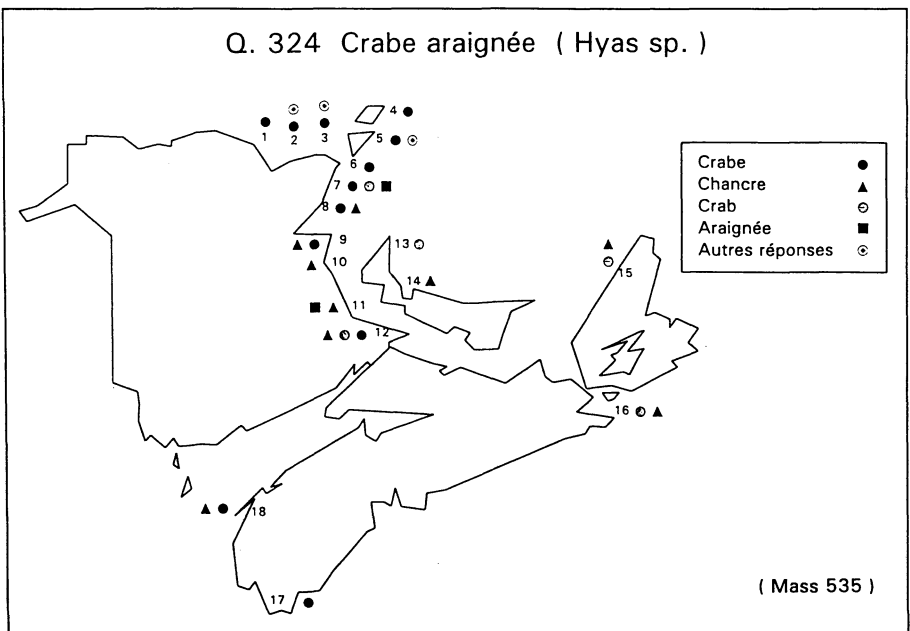 Q. 324 Crabe araignée ( Hyas sp. )
4
1
2
3
5
6
7
8
9
10
11
12
13
14
15
16
17
18
Crabe
Chancre
Crab
Araignée
Autres réponses
( Mass 535 )